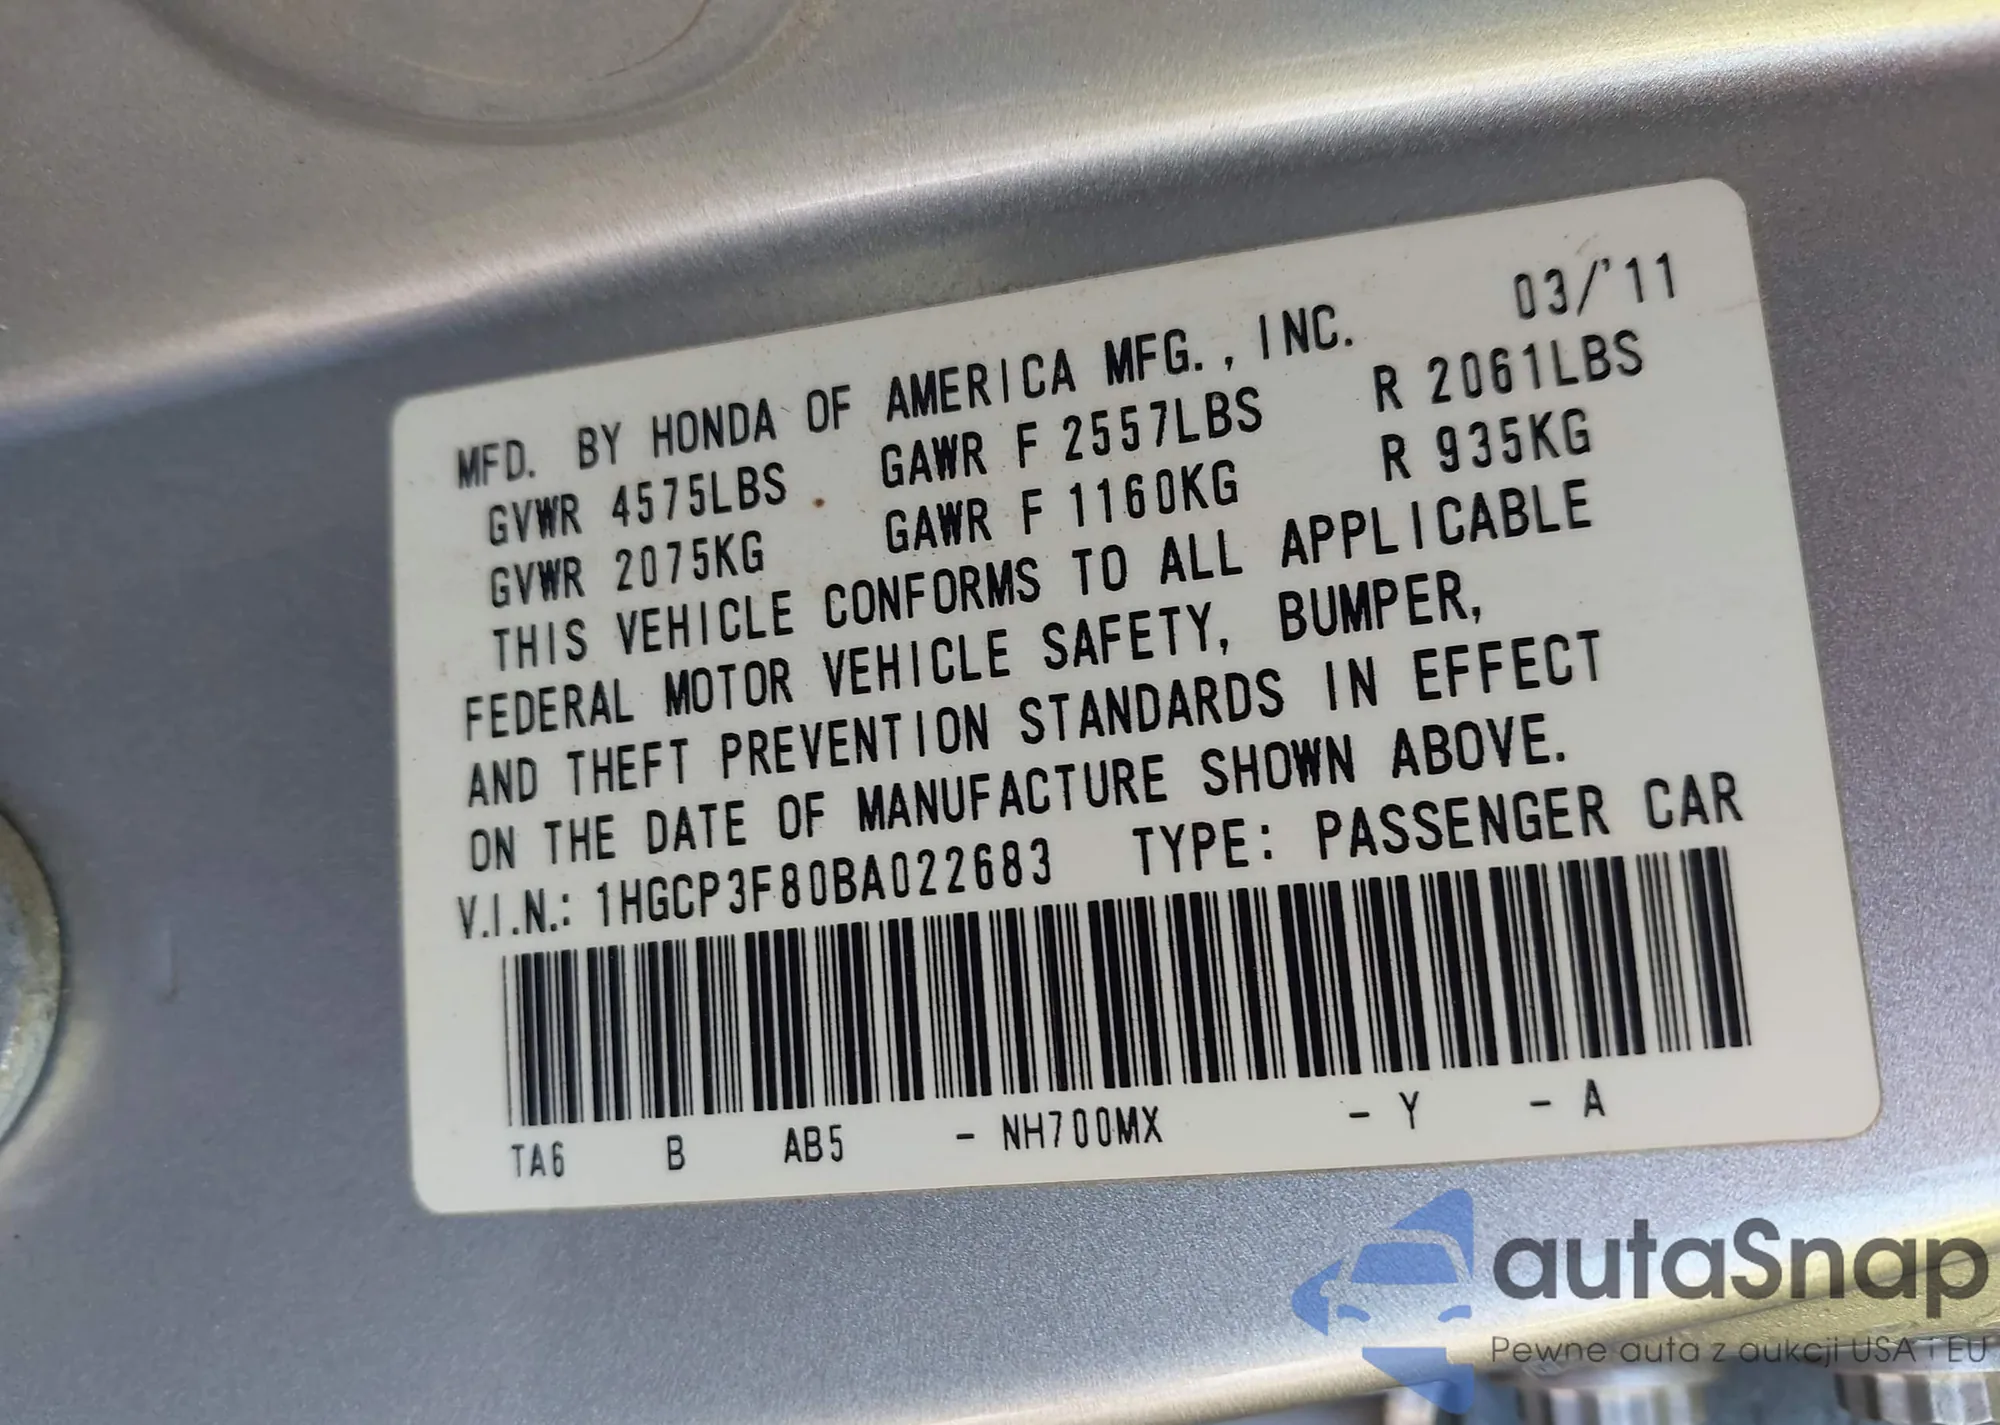 03/'11
MFD. BY HONDA OF AMERICA MFG., INC.
GVWR 4575LBS GAWR F 2557LBS R 2061LBS
GVWR 2075KG GAWR F 1160KG R 935KG
THIS VEHICLE CONFORMS TO ALL APPLICABLE
FEDERAL MOTOR VEHICLE SAFETY, BUMPER,
AND THEFT PREVENTION STANDARDS IN EFFECT
ON THE DATE OF MANUFACTURE SHOWN ABOVE.
V.I.N.: 1HGCP3F80BA022683 TYPE: PASSENGER CAR
TA6 B AB5 - NH700MX - Y - A
autaSnap
Pewne auta z aukcji USA i EU